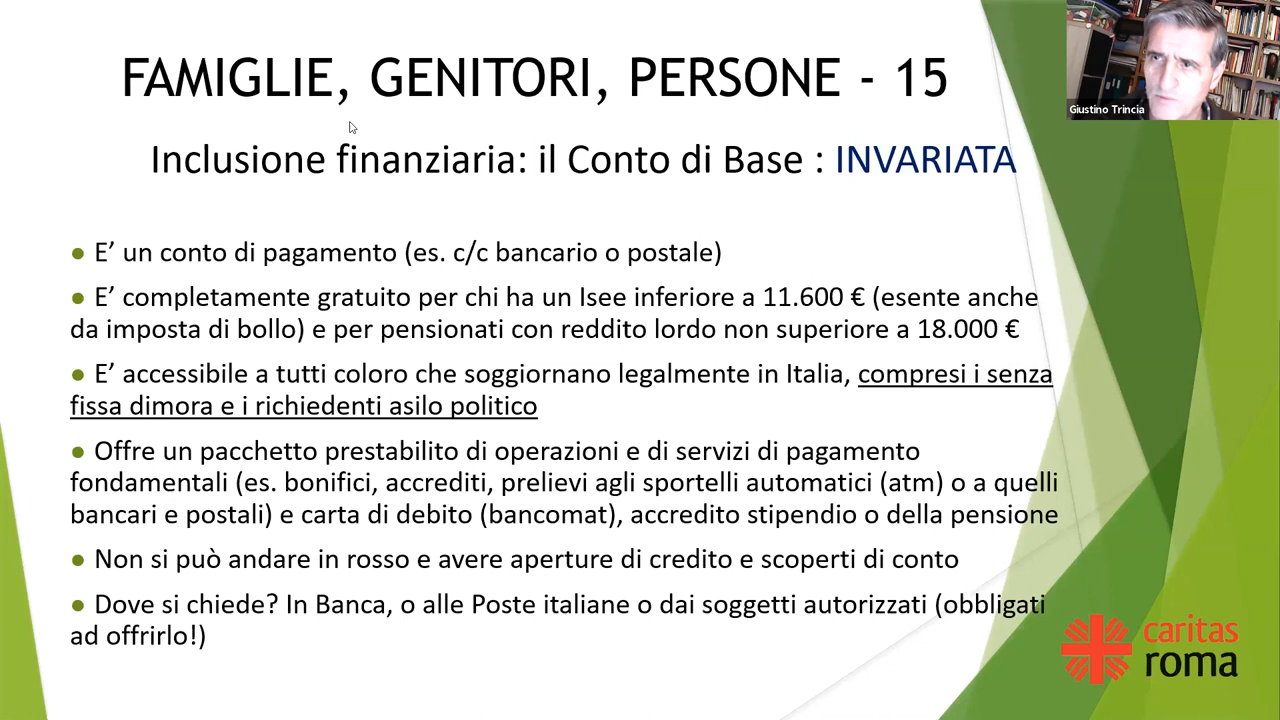 FAMIGLIE, GENITORI, PERSONE - 15
Giustino Trincia
Inclusione finanziaria: il Conto di Base : INVARIATA
● E’ un conto di pagamento (es. c/c bancario o postale)
● E’ completamente gratuito per chi ha un Isee inferiore a 11.600 € (esente anche
da imposta di bollo) e per pensionati con reddito lordo non superiore a 18.000 €
● E’ accessibile a tutti coloro che soggiornano legalmente in Italia, compresi i senza
fissa dimora e i richiedenti asilo politico
● Offre un pacchetto prestabilito di operazioni e di servizi di pagamento
fondamentali (es. bonifici, accrediti, prelievi agli sportelli automatici (atm) o a quelli
bancari e postali) e carta di debito (bancomat), accredito stipendio o della pensione
● Non si può andare in rosso e avere aperture di credito e scoperti di conto
● Dove si chiede? In Banca, o alle Poste italiane o dai soggetti autorizzati (obbligati
ad offrirlo!)
caritas
roma